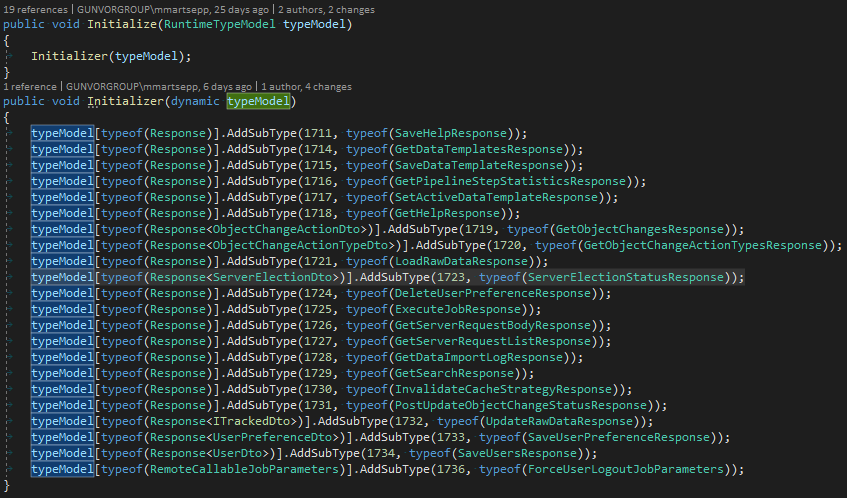 19 references | GUNVORGROUP\mmartsepp, 25 days ago | 2 authors, 2 changes
public void Initialize(RuntimeTypeModel typeModel)
{
Initializer(typeModel);
}
1 reference | GUNVORGROUP\mmartsepp, 6 days ago | 1 author, 4 changes
public void Initializer(dynamic typeModel)
{
typeModel[typeof(Response)].AddSubType(1711, typeof(SaveHelpResponse));
typeModel[typeof(Response)].AddSubType(1714, typeof(GetDataTemplatesResponse));
typeModel[typeof(Response)].AddSubType(1715, typeof(SaveDataTemplateResponse));
typeModel[typeof(Response)].AddSubType(1716, typeof(GetPipelineStepStatisticsResponse));
typeModel[typeof(Response)].AddSubType(1717, typeof(SetActiveDataTemplateResponse));
typeModel[typeof(Response)].AddSubType(1718, typeof(GetHelpResponse));
typeModel[typeof(Response<ObjectChangeActionDto>)].AddSubType(1719, typeof(GetObjectChangesResponse));
typeModel[typeof(Response<ObjectChangeActionTypeDto>)].AddSubType(1720, typeof(GetObjectChangeActionTypesResponse));
typeModel[typeof(Response)].AddSubType(1721, typeof(LoadRawDataResponse));
typeModel[typeof(Response<ServerElectionDto>)].AddSubType(1723, typeof(ServerElectionStatusResponse));
typeModel[typeof(Response)].AddSubType(1724, typeof(DeleteUserPreferenceResponse));
typeModel[typeof(Response)].AddSubType(1725, typeof(ExecuteJobResponse));
typeModel[typeof(Response)].AddSubType(1726, typeof(GetServerRequestBodyResponse));
typeModel[typeof(Response)].AddSubType(1727, typeof(GetServerRequestListResponse));
typeModel[typeof(Response)].AddSubType(1728, typeof(GetDataImportLogResponse));
typeModel[typeof(Response)].AddSubType(1729, typeof(GetSearchResponse));
typeModel[typeof(Response)].AddSubType(1730, typeof(InvalidateCacheStrategyResponse));
typeModel[typeof(Response)].AddSubType(1731, typeof(PostUpdateObjectChangeStatusResponse));
typeModel[typeof(Response<ITrackedDto>)].AddSubType(1732, typeof(UpdateRawDataResponse));
typeModel[typeof(Response<UserPreferenceDto>)].AddSubType(1733, typeof(SaveUserPreferenceResponse));
typeModel[typeof(Response<UserDto>)].AddSubType(1734, typeof(SaveUsersResponse));
typeModel[typeof(RemoteCallableJobParameters)].AddSubType(1736, typeof(ForceUserLogoutJobParameters));
}